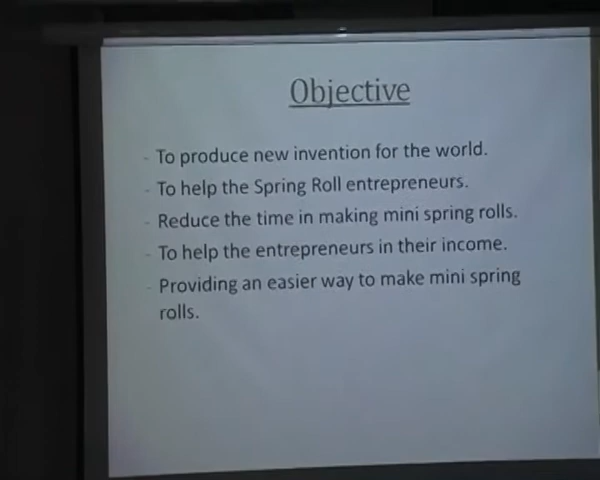 Objective
- To produce new invention for the world.
- To help the Spring Roll entrepreneurs.
- Reduce the time in making mini spring rolls.
- To help the entrepreneurs in their income.
- Providing an easier way to make mini spring
rolls.